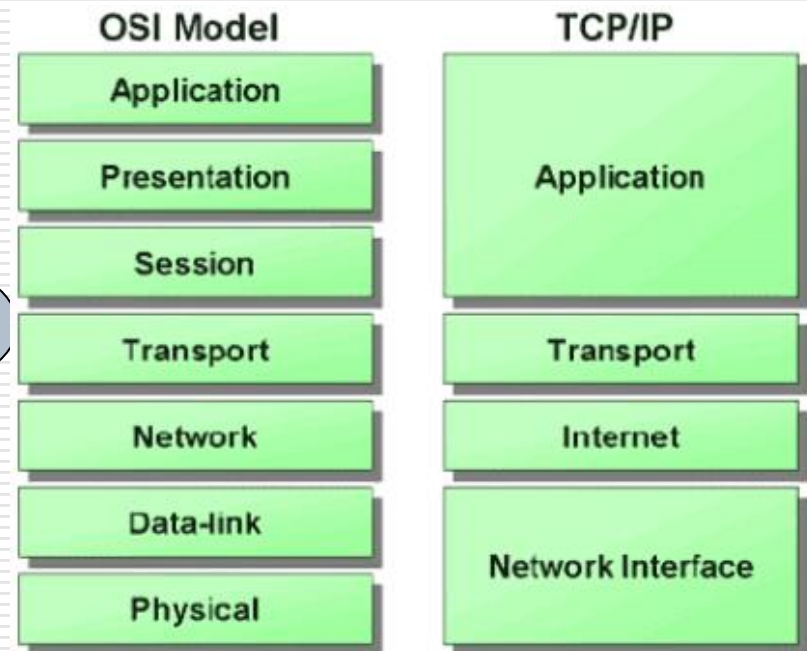 OSI Model
Application
Presentation
Session
Transport
Network
Data-link
Physical
TCP/IP
Application
Transport
Internet
Network Interface